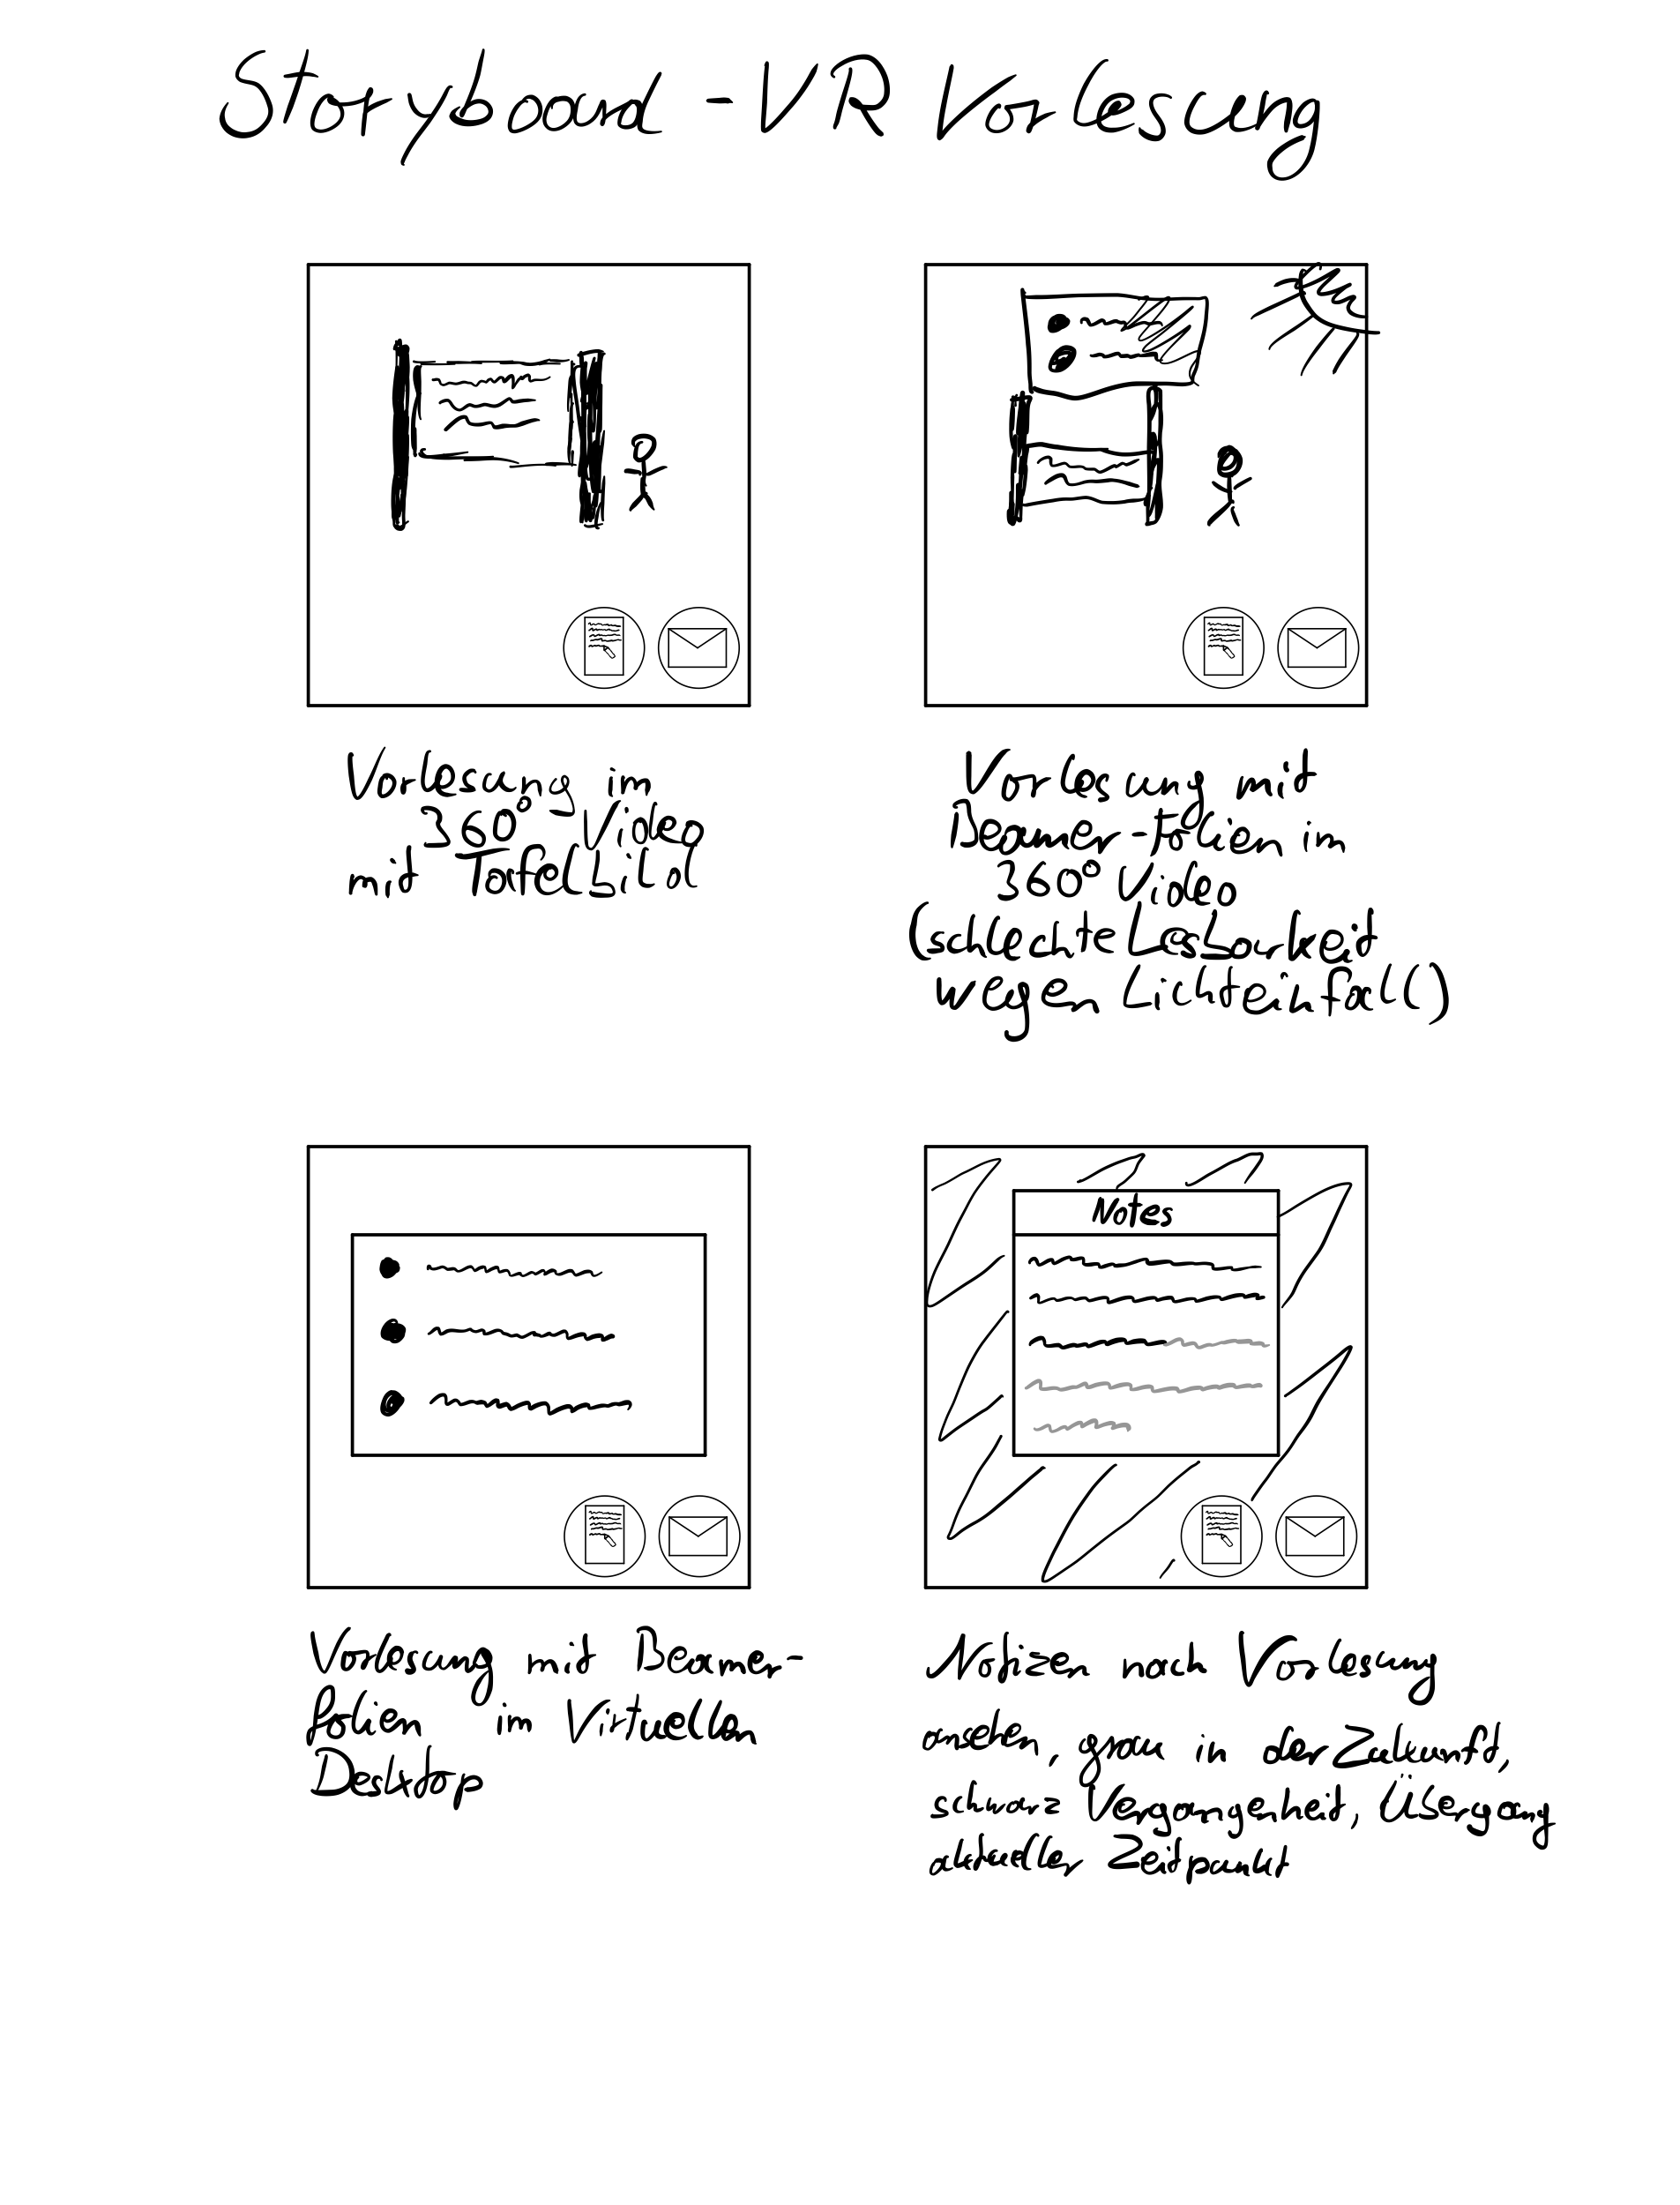 Storyboard - VR Vorlesung
Vorlesung im
360° - Video
mit Tafelbild
Vorlesung mit
Beamer-Folien in
360° Video
(schlechte Lesbarkeit
wegen Lichteinfall)
Vorlesung mit Beamer-
folien in Virtuellen
Desktop
Notes
Notizen nach Vorlesung
ansehen, grau in der Zukunft,
schwarz Vergangenheit, Übergang
aktueller Zeitpunkt